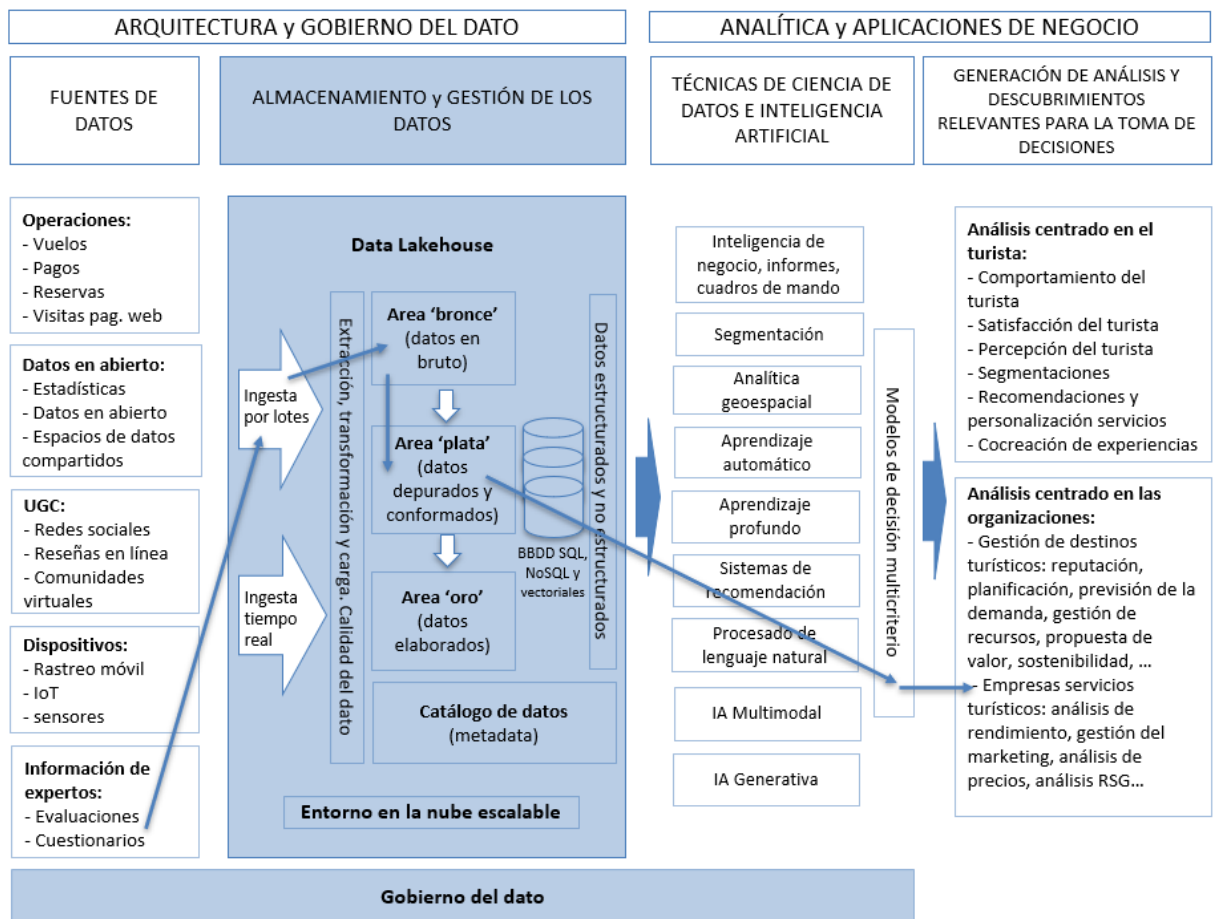 ARQUITECTURA y GOBIERNO DEL DATO
ANALÍTICA y APLICACIONES DE NEGOCIO
FUENTES DE
DATOS
ALMACENAMIENTO y GESTIÓN DE LOS
DATOS
TÉCNICAS DE CIENCIA DE
DATOS E INTELIGENCIA
ARTIFICIAL
GENERACIÓN DE ANÁLISIS Y
DESCUBRIMIENTOS
RELEVANTES PARA LA TOMA DE
DECISIONES
Operaciones:
- Vuelos
- Pagos
- Reservas
- Visitas pag. web
Datos en abierto:
- Estadísticas
- Datos en abierto
- Espacios de datos
compartidos
UGC:
- Redes sociales
- Reseñas en línea
- Comunidades
virtuales
Dispositivos:
- Rastreo móvil
- IoT
- sensores
Información de
expertos:
- Evaluaciones
- Cuestionarios
Data Lakehouse
Ingesta
por lotes
Ingesta
tiempo
real
Extracción, transformación y carga. Calidad del dato
Area ‘bronce’
(datos en
bruto)
Area ‘plata’
(datos
depurados y
conformados)
Area ‘oro’
(datos
elaborados)
BBDD SQL,
NoSQL y
vectoriales
Datos estructurados y no estructurados
Catálogo de datos
(metadata)
Entorno en la nube escalable
Inteligencia de
negocio, informes,
cuadros de mando
Segmentación
Analítica
geoespacial
Aprendizaje
automático
Aprendizaje
profundo
Sistemas de
recomendación
Procesado de
lenguaje natural
IA Multimodal
IA Generativa
Modelos de decisión multicriterio
Análisis centrado en el
turista:
- Comportamiento del
turista
- Satisfacción del turista
- Percepción del turista
- Segmentaciones
- Recomendaciones y
personalización servicios
- Cocreación de experiencias
Análisis centrado en las
organizaciones:
- Gestión de destinos
turísticos: reputación,
planificación, previsión de la
demanda, gestión de
recursos, propuesta de
valor, sostenibilidad, ...
- Empresas servicios
turísticos: análisis de
rendimiento, gestión del
marketing, análisis de
precios, análisis RSG...
Gobierno del dato